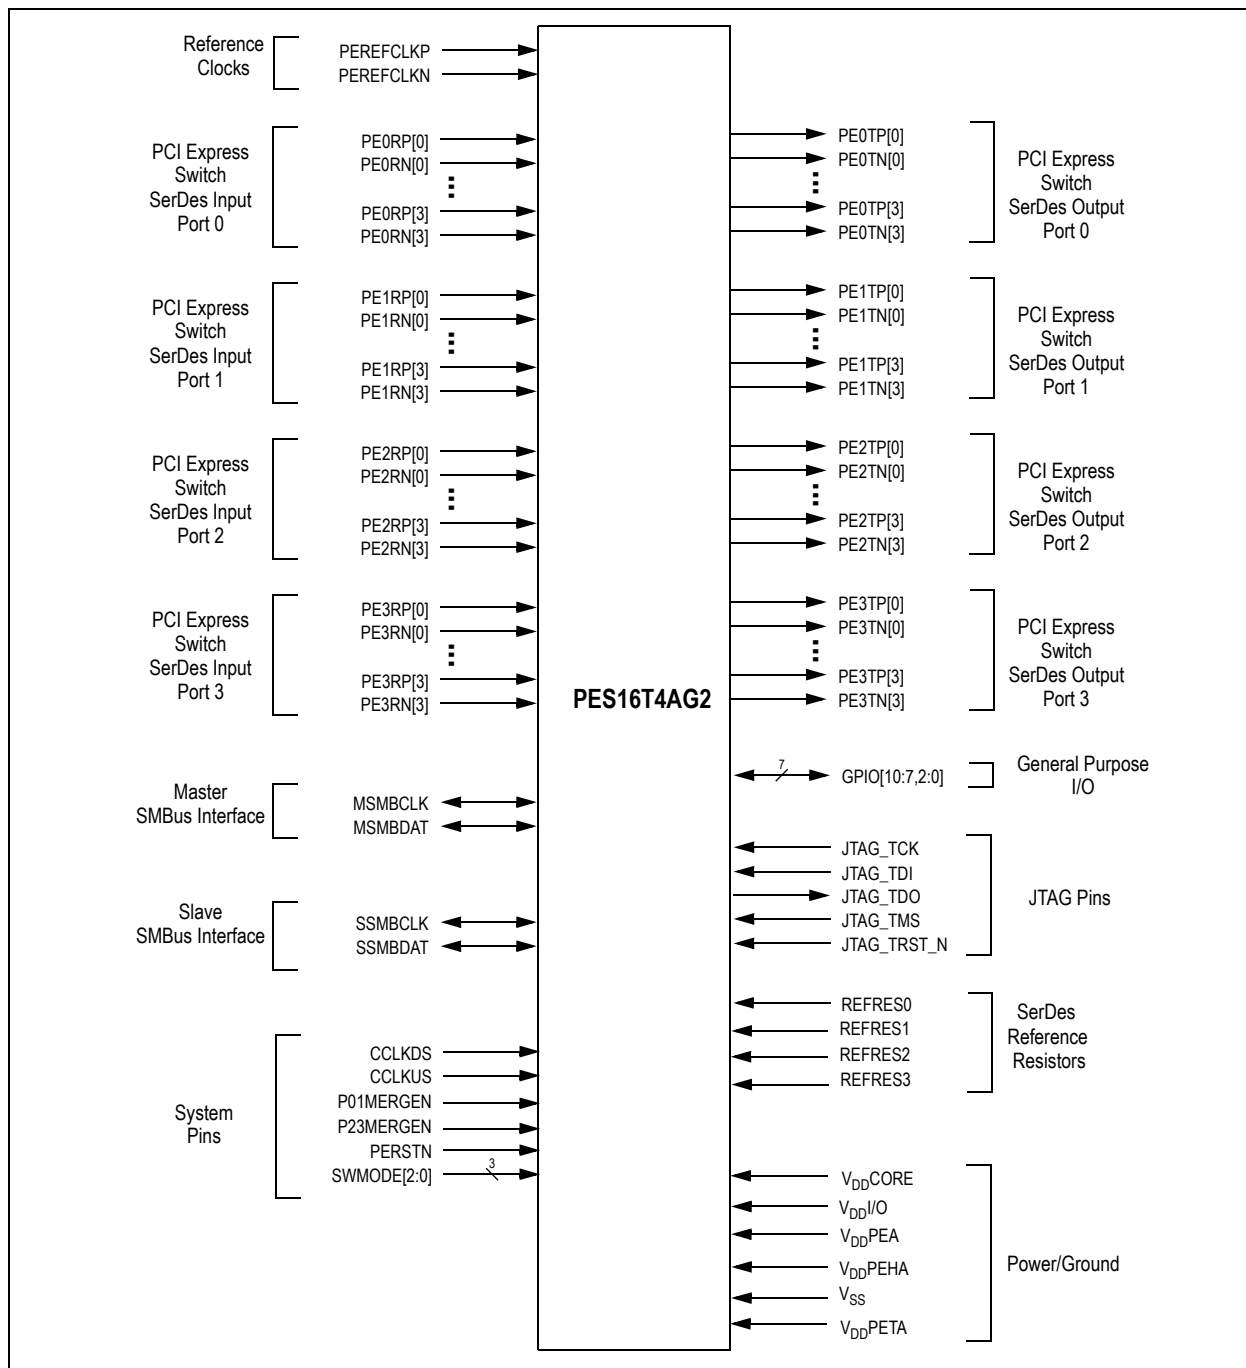 Reference
Clocks
PEREFCLKP
PEREFCLKN
PCI Express
Switch
SerDes Input
Port 0
PE0RP[0]
PE0RN[0]
PE0RP[3]
PE0RN[3]
PCI Express
Switch
SerDes Input
Port 1
PE1RP[0]
PE1RN[0]
PE1RP[3]
PE1RN[3]
PCI Express
Switch
SerDes Input
Port 2
PE2RP[0]
PE2RN[0]
PE2RP[3]
PE2RN[3]
PCI Express
Switch
SerDes Input
Port 3
PE3RP[0]
PE3RN[0]
PE3RP[3]
PE3RN[3]
Master
SMBus Interface
MSMBCLK
MSMBDAT
Slave
SMBus Interface
SSMBCLK
SSMBDAT
System
Pins
CCLKDS
CCLKUS
P01MERGEN
P23MERGEN
PERSTN
SWMODE[2:0]
3
PES16T4AG2
PE0TP[0]
PE0TN[0]
PE0TP[3]
PE0TN[3]
PCI Express
Switch
SerDes Output
Port 0
PE1TP[0]
PE1TN[0]
PE1TP[3]
PE1TN[3]
PCI Express
Switch
SerDes Output
Port 1
PE2TP[0]
PE2TN[0]
PE2TP[3]
PE2TN[3]
PCI Express
Switch
SerDes Output
Port 2
PE3TP[0]
PE3TN[0]
PE3TP[3]
PE3TN[3]
PCI Express
Switch
SerDes Output
Port 3
7
GPIO[10:7,2:0]
General Purpose
I/O
JTAG_TCK
JTAG_TDI
JTAG_TDO
JTAG_TMS
JTAG_TRST_N
JTAG Pins
REFRES0
REFRES1
REFRES2
REFRES3
SerDes
Reference
Resistors
VDDCORE
VDDI/O
VDDPEA
VDDPEHA
VSS
VDDPETA
Power/Ground